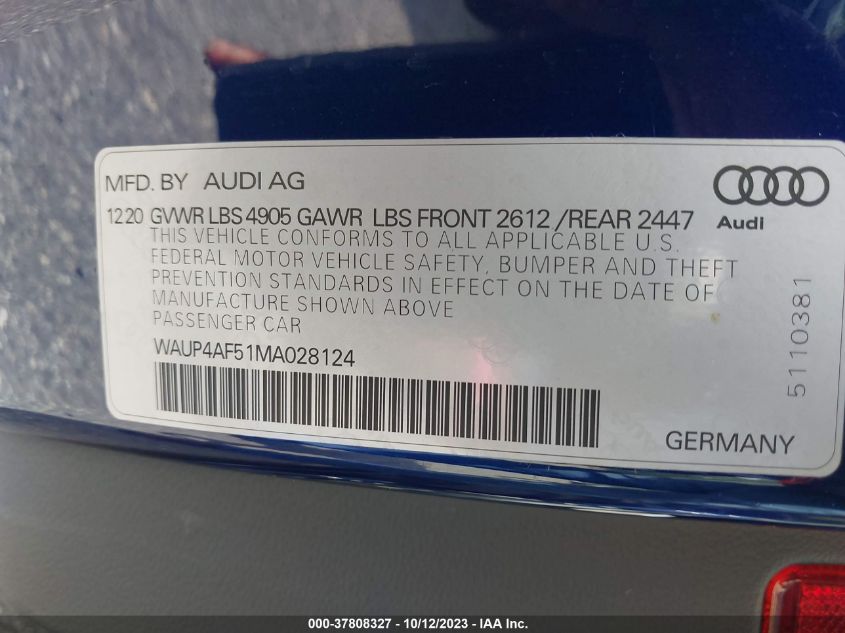 MFD. BY AUDI AG
Audi
1220 GVWR LBS 4905 GAWR LBS FRONT 2612 /REAR 2447
THIS VEHICLE CONFORMS TO ALL APPLICABLE U.S.
FEDERAL MOTOR VEHICLE SAFETY, BUMPER AND THEFT
PREVENTION STANDARDS IN EFFECT ON THE DATE OF
MANUFACTURE SHOWN ABOVE
PASSENGER CAR
WAUP4AF51MA028124
5110381
GERMANY
000-37808327 - 10/12/2023 - IAA Inc.